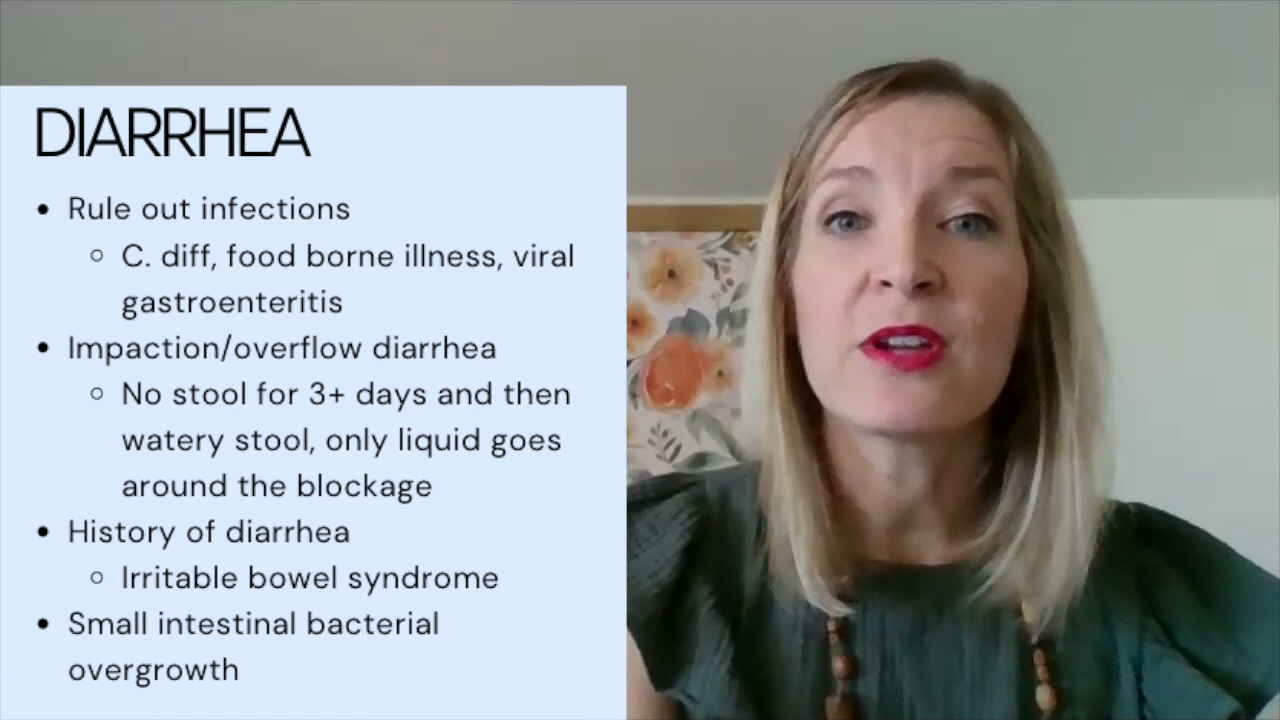 DIARRHEA
• Rule out infections
◦ C. diff, food borne illness, viral
gastroenteritis
• Impaction/overflow diarrhea
◦ No stool for 3+ days and then
watery stool, only liquid goes
around the blockage
• History of diarrhea
◦ Irritable bowel syndrome
• Small intestinal bacterial
overgrowth